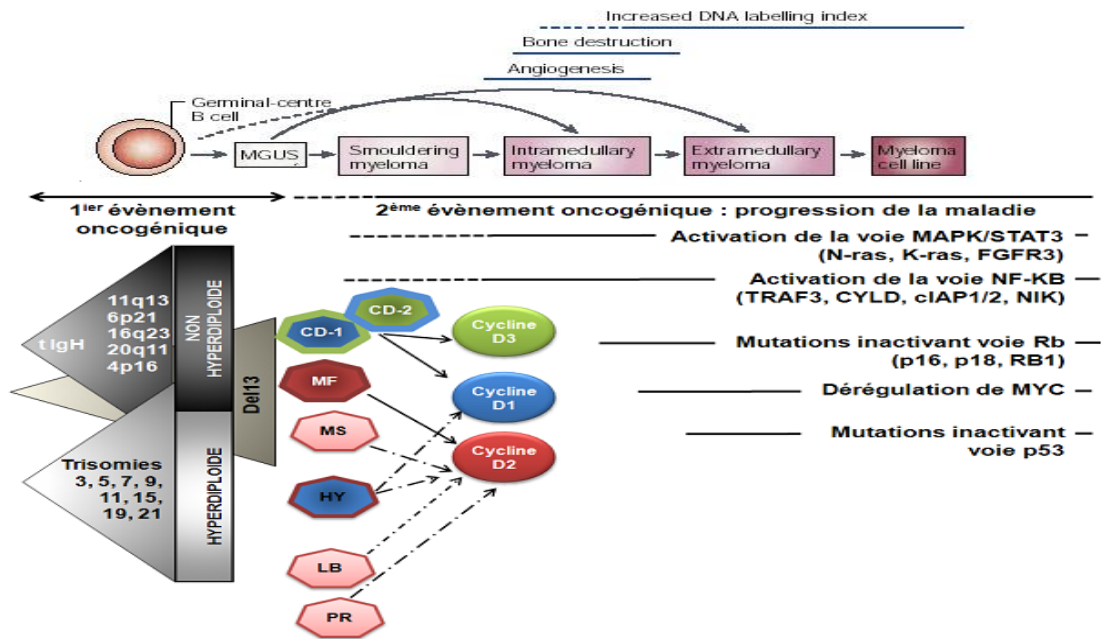 Increased DNA labelling index
Bone destruction
Angiogenesis
Germinal-centre
B cell
MGUS
Smouldering
myeloma
Intramedullary
myeloma
Extramedullary
myeloma
Myeloma
cell line
1ier évènement
oncogénique
2ème évènement oncogénique : progression de la maladie
Activation de la voie MAPK/STAT3
(N-ras, K-ras, FGFR3)
Activation de la voie NF-KB
(TRAF3, CYLD, cIAP1/2, NIK)
Mutations inactivant voie Rb
(p16, p18, RB1)
Dérégulation de MYC
Mutations inactivant
voie p53
t IgH
11q13
6p21
16q23
20q11
4p16
NON
HYPERDIPLOIDE
Trisomies
3, 5, 7, 9,
11, 15,
19, 21
HYPERDIPLOIDE
Del13
CD-1
CD-2
MF
MS
HY
LB
PR
Cycline
D3
Cycline
D1
Cycline
D2